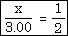 x/3.00 = 1/2